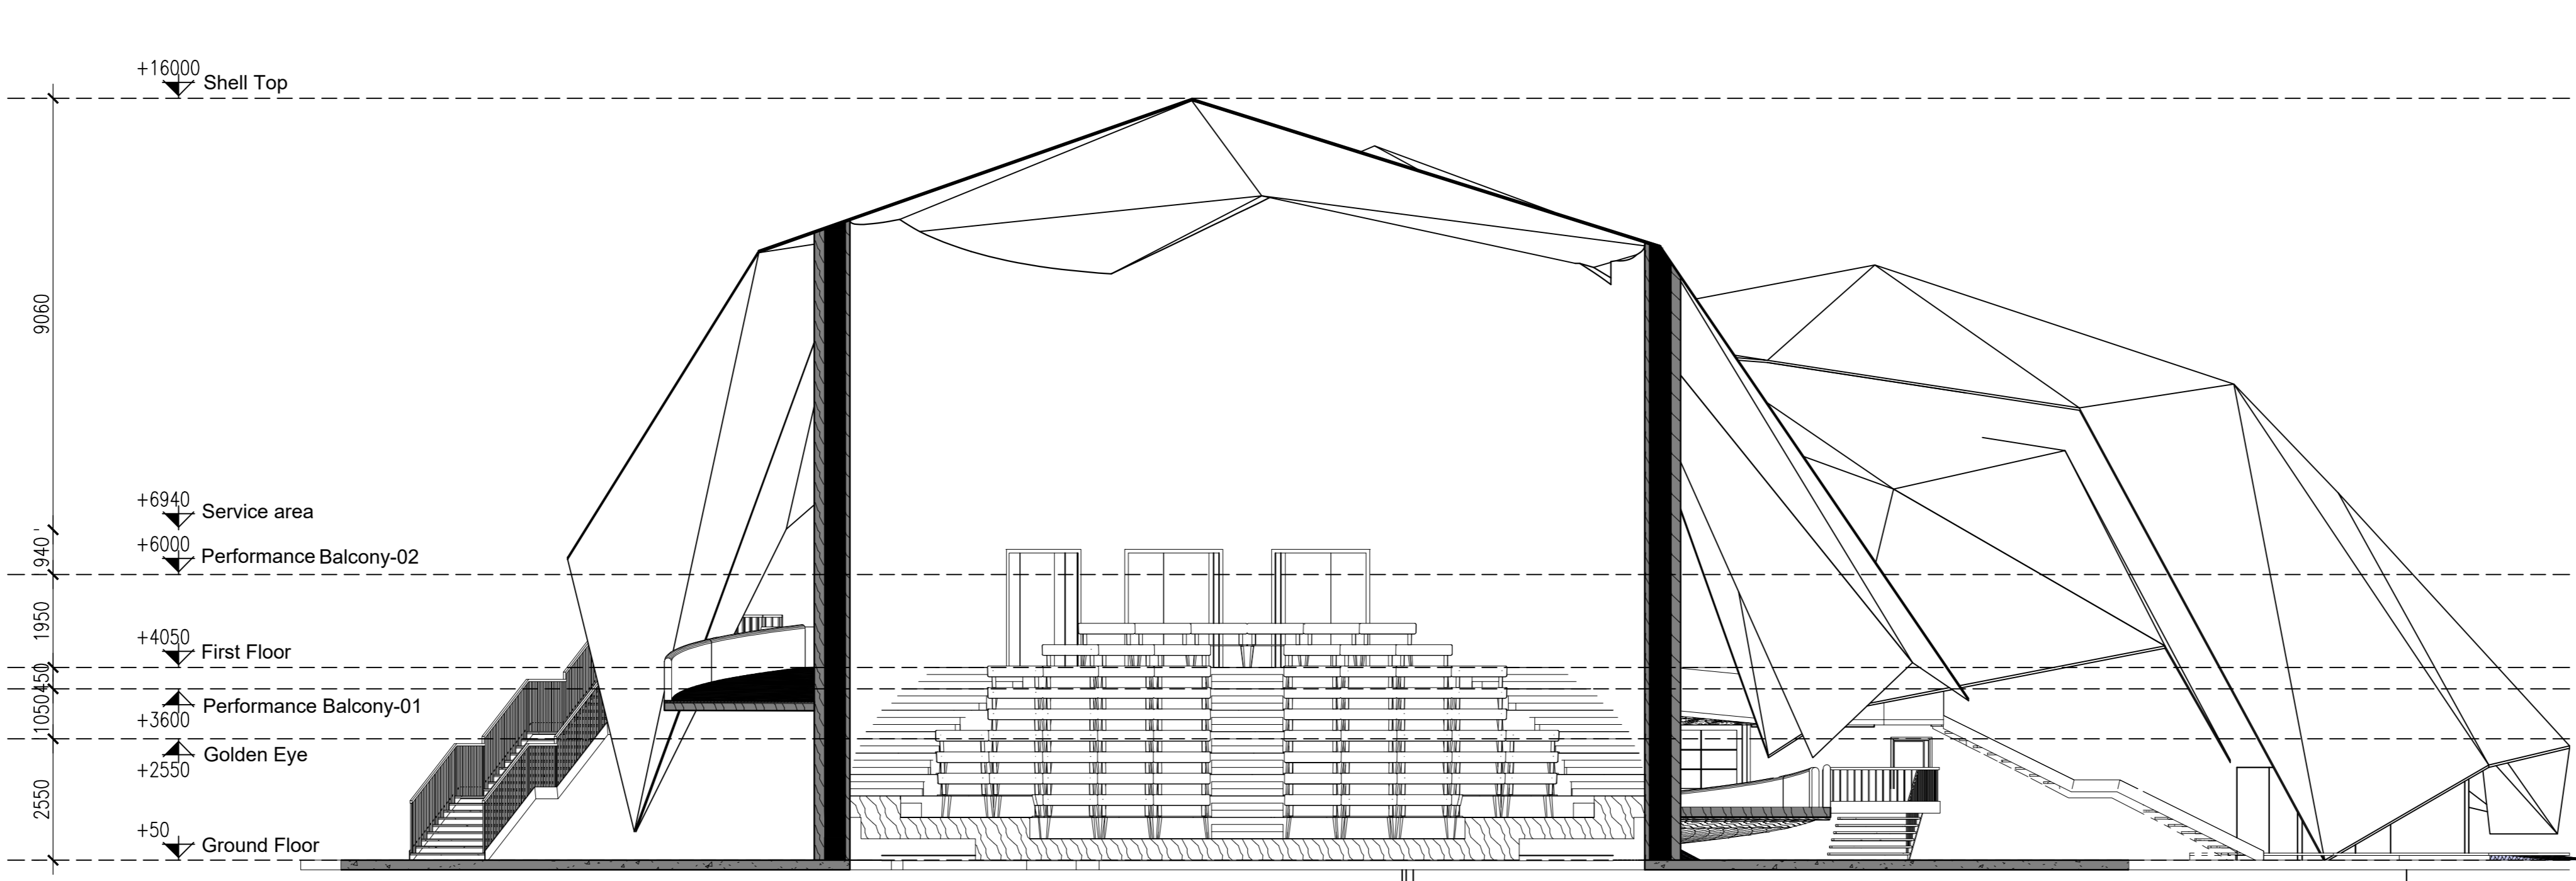 +16000
Shell Top
9060
+6940
Service area
940
+6000
Performance Balcony-02
1950
+4050
First Floor
450
Performance Balcony-01
+3600
1050
Golden Eye
+2550
2550
+50
Ground Floor